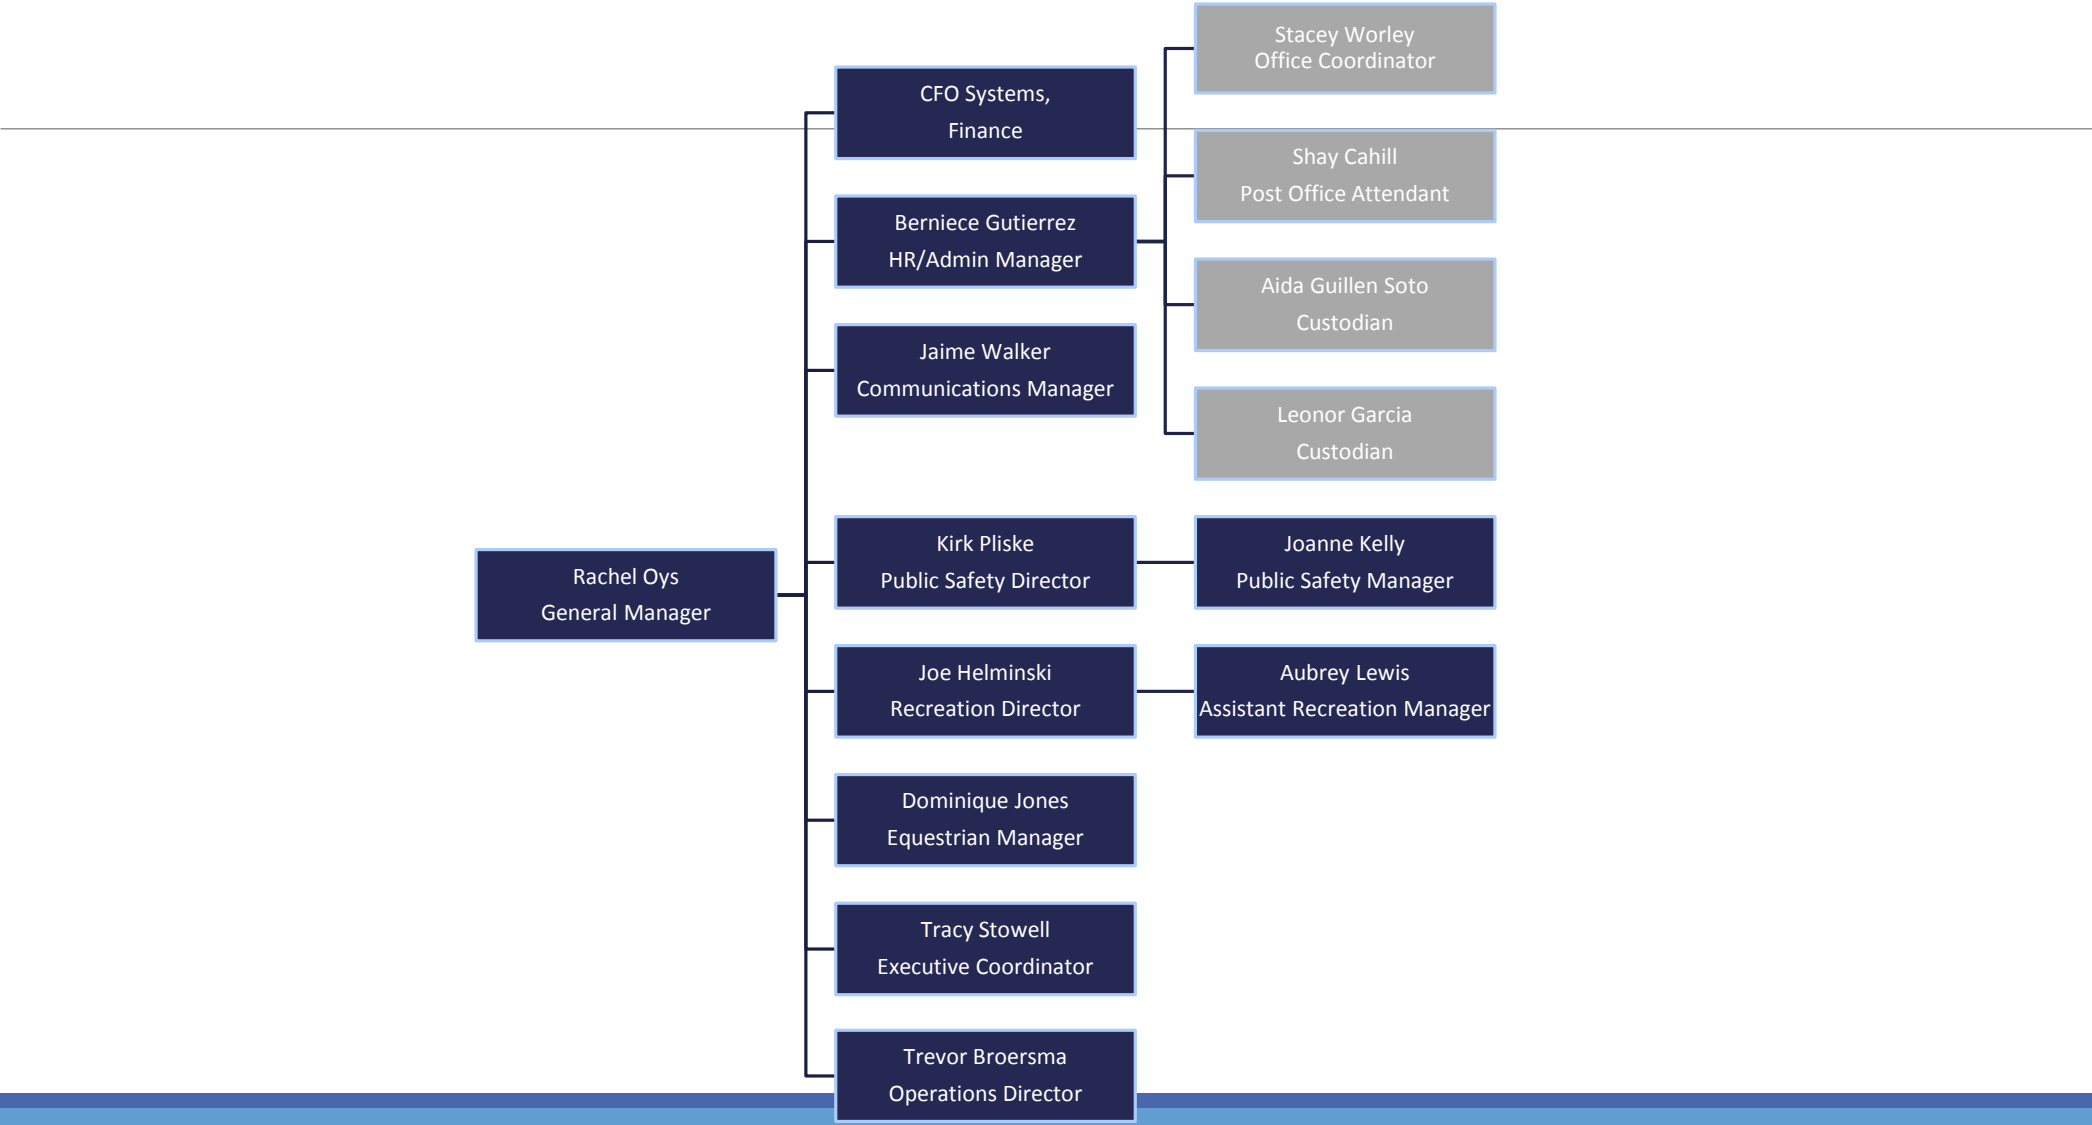 Rachel Oys
General Manager
CFO Systems,
Finance
Berniece Gutierrez
HR/Admin Manager
Stacey Worley
Office Coordinator
Shay Cahill
Post Office Attendant
Aida Guillen Soto
Custodian
Leonor Garcia
Custodian
Jaime Walker
Communications Manager
Kirk Pliske
Public Safety Director
Joanne Kelly
Public Safety Manager
Joe Helminski
Recreation Director
Aubrey Lewis
Assistant Recreation Manager
Dominique Jones
Equestrian Manager
Tracy Stowell
Executive Coordinator
Trevor Broersma
Operations Director